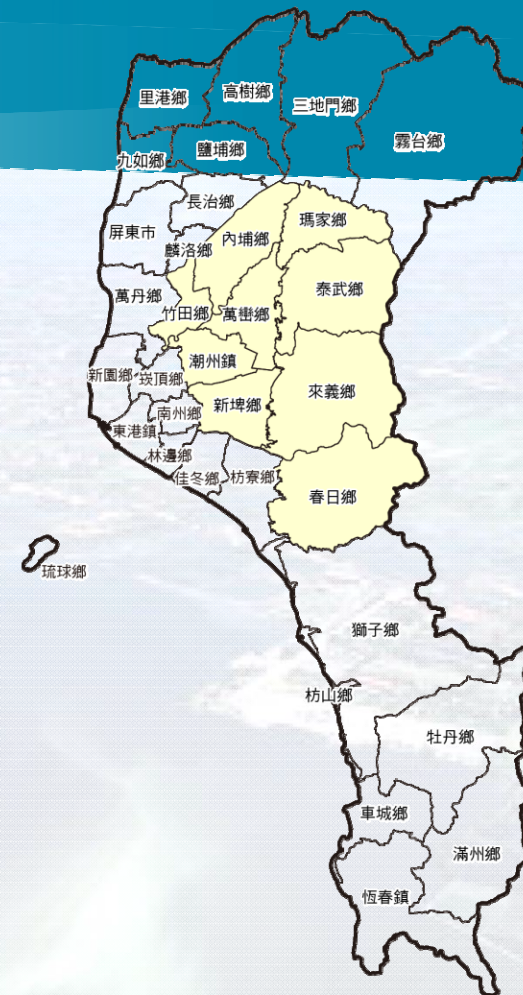 高樹鄉
里港鄉
三地門鄉
霧台鄉
鹽埔鄉
九如鄉
長治鄉
瑪家鄉
屏東市
內埔鄉
麟洛鄉
泰武鄉
萬丹鄉
竹田鄉
萬巒鄉
潮州鎮
新園鄉
崁頂鄉
來義鄉
新埤鄉
南州鄉
東港鎮
林邊鄉
佳冬鄉
枋寮鄉
春日鄉
琉球鄉
獅子鄉
枋山鄉
牡丹鄉
車城鄉
滿州鄉
恆春鎮